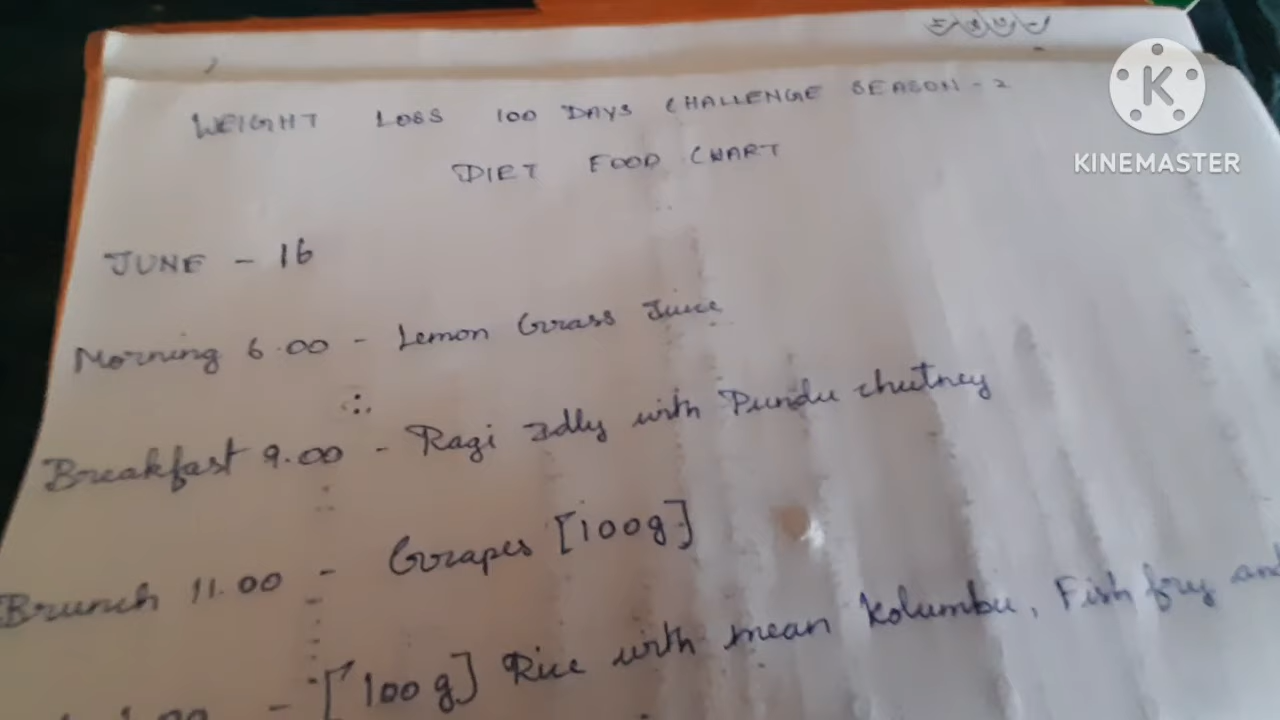 WEIGHT LOSS 100 DAYS CHALLENGE SEASON - 2
DIET FOOD CHART
JUNE - 16
Morning 6.00 - Lemon Grass Juice
Breakfast 9.00 - Ragi Idly with Pundu chutney
Brunch 11.00 - Grapes [100g]
- [100g] Rice with mean Kolumbu, Fish fry and
K
KINEMASTER